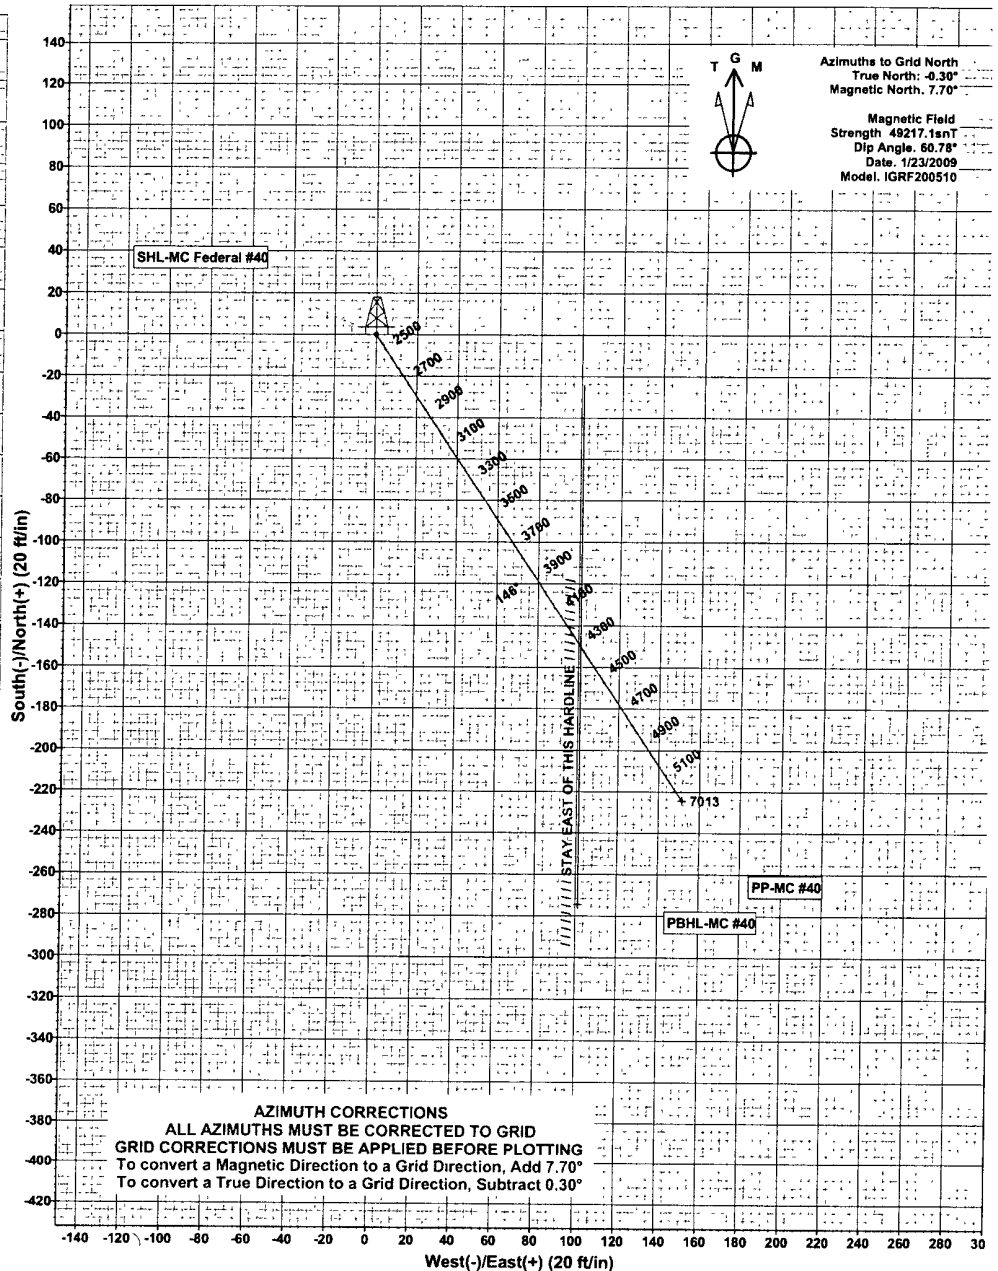 140
120
100
80
60
40
20
0
-20
-40
-60
-80
-100
-120
-140
-160
-180
-200
-220
-240
-260
-280
-300
-320
-340
-360
-380
-400
-420
South(-)/North(+) (20 ft/in)
T G M
Azimuths to Grid North
True North: -0.30°
Magnetic North. 7.70°
Magnetic Field
Strength 49217.1snT
Dip Angle. 60.78°
Date. 1/23/2009
Model. IGRF200510
SHL-MC Federal #40
2500
2700
2900
3100
3300
3500
3700
3900
4100
4300
4500
4700
4900
5100
7013
146°
STAY EAST OF THIS HARDLINE
PP-MC #40
PBHL-MC #40
AZIMUTH CORRECTIONS
ALL AZIMUTHS MUST BE CORRECTED TO GRID
GRID CORRECTIONS MUST BE APPLIED BEFORE PLOTTING
To convert a Magnetic Direction to a Grid Direction, Add 7.70°
To convert a True Direction to a Grid Direction, Subtract 0.30°
-140 -120 -100 -80 -60 -40 -20 0 20 40 60 80 100 120 140 160 180 200 220 240 260 280 300
West(-)/East(+) (20 ft/in)